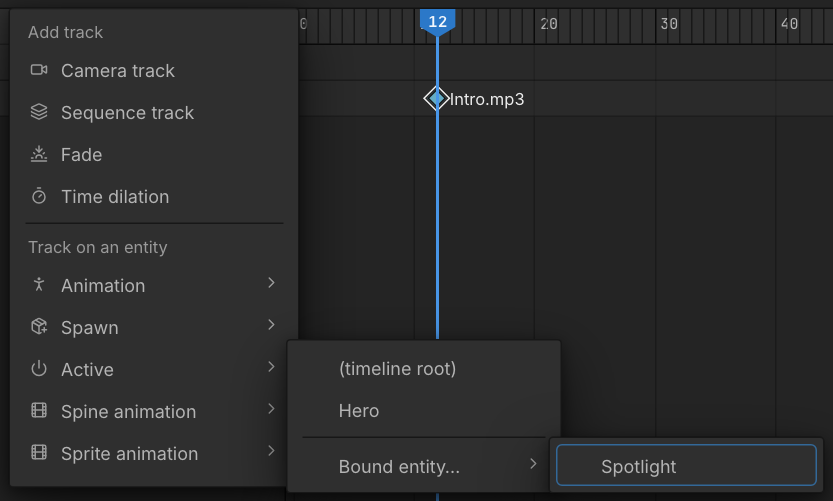 Add track
0 12 20 30 40
Camera track
Intro.mp3
Sequence track
Fade
Time dilation
Track on an entity
Animation
Spawn
Active
(timeline root)
Spine animation
Hero
Sprite animation
Bound entity...
Spotlight